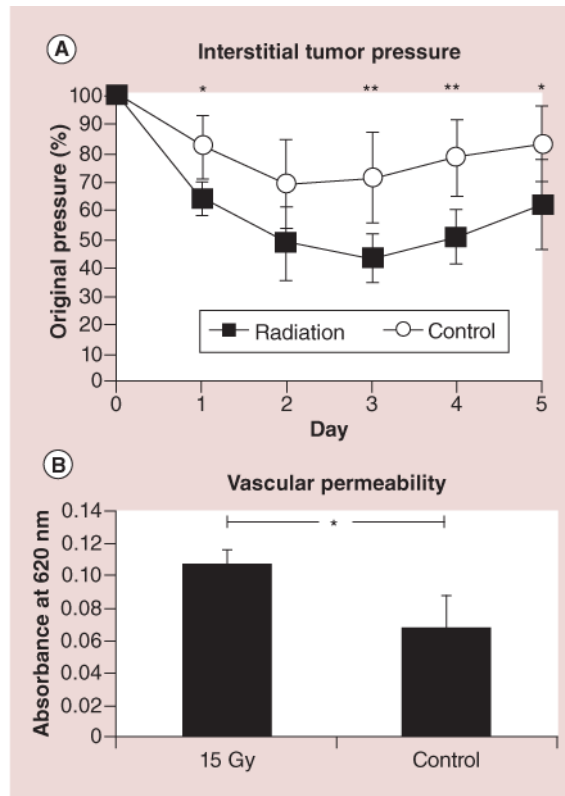 A Interstitial tumor pressure
Original pressure (%)
100
90
80
70
60
50
40
30
20
10
0
* ** ** *
Radiation Control
0 1 2 3 4 5
Day
B
Vascular permeability
Absorbance at 620 nm
0.14
0.12
0.10
0.08
0.06
0.04
0.02
0
*
15 Gy Control